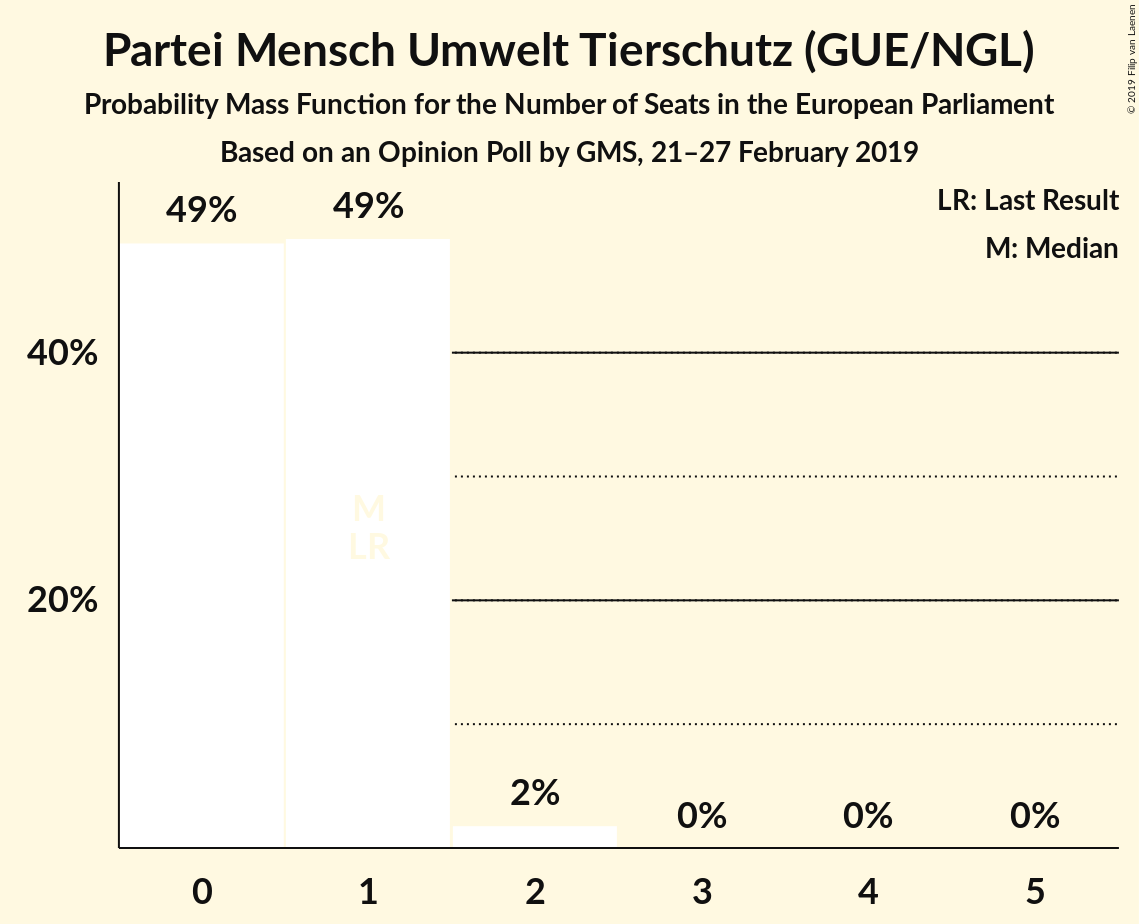 Partei Mensch Umwelt Tierschutz (GUE/NGL)
Probability Mass Function for the Number of Seats in the European Parliament
Based on an Opinion Poll by GMS, 21–27 February 2019
© 2019 Filip van Laenen
LR: Last Result
M: Median
49%
49%
40%
M
LR
20%
2%
0%
0%
0%
0
1
2
3
4
5